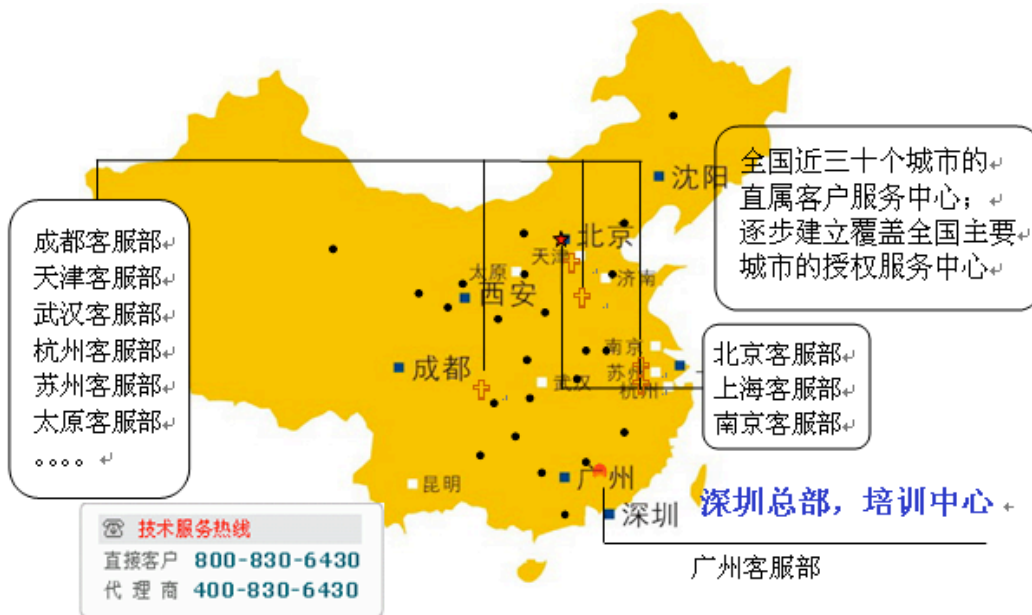 全国近三十个城市的
直属客户服务中心；
逐步建立覆盖全国主要
城市的授权服务中心
沈阳
成都客服部
天津客服部
武汉客服部
杭州客服部
苏州客服部
太原客服部
。。。。
北京
天津
太原
济南
西安
南京
苏州
杭州
成都
武汉
北京客服部
上海客服部
南京客服部
昆明
广州
深圳
深圳总部，培训中心
广州客服部
技术服务热线
直接客户 800-830-6430
代 理 商 400-830-6430